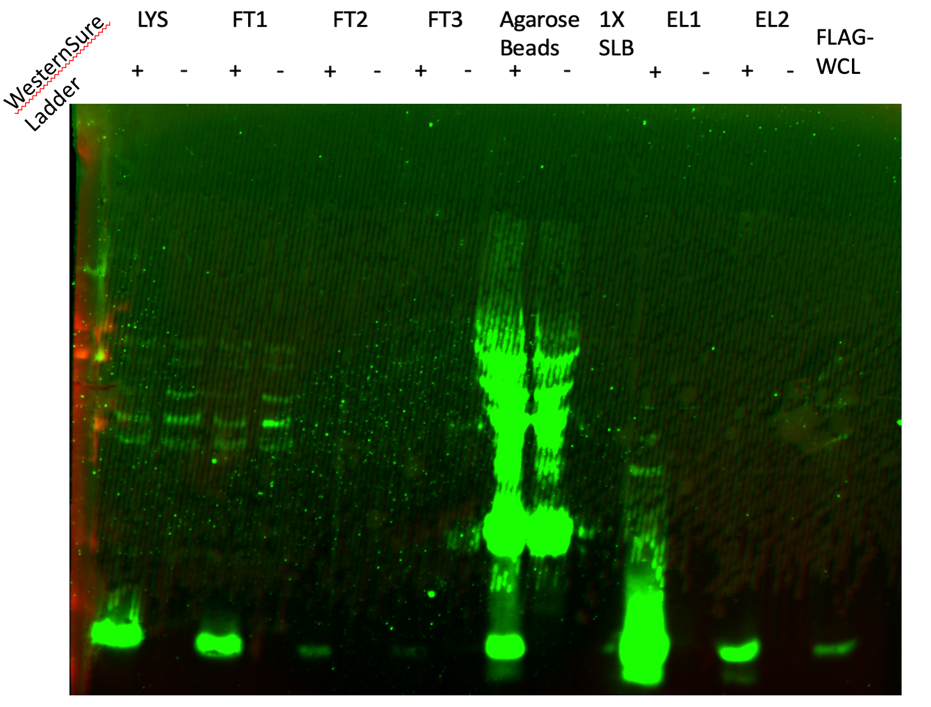 WesternSure
Ladder
LYS
FT1
FT2
FT3
Agarose
Beads
1X
SLB
EL1
EL2
FLAG-
WCL
+ - + - + - + - + - + - + -